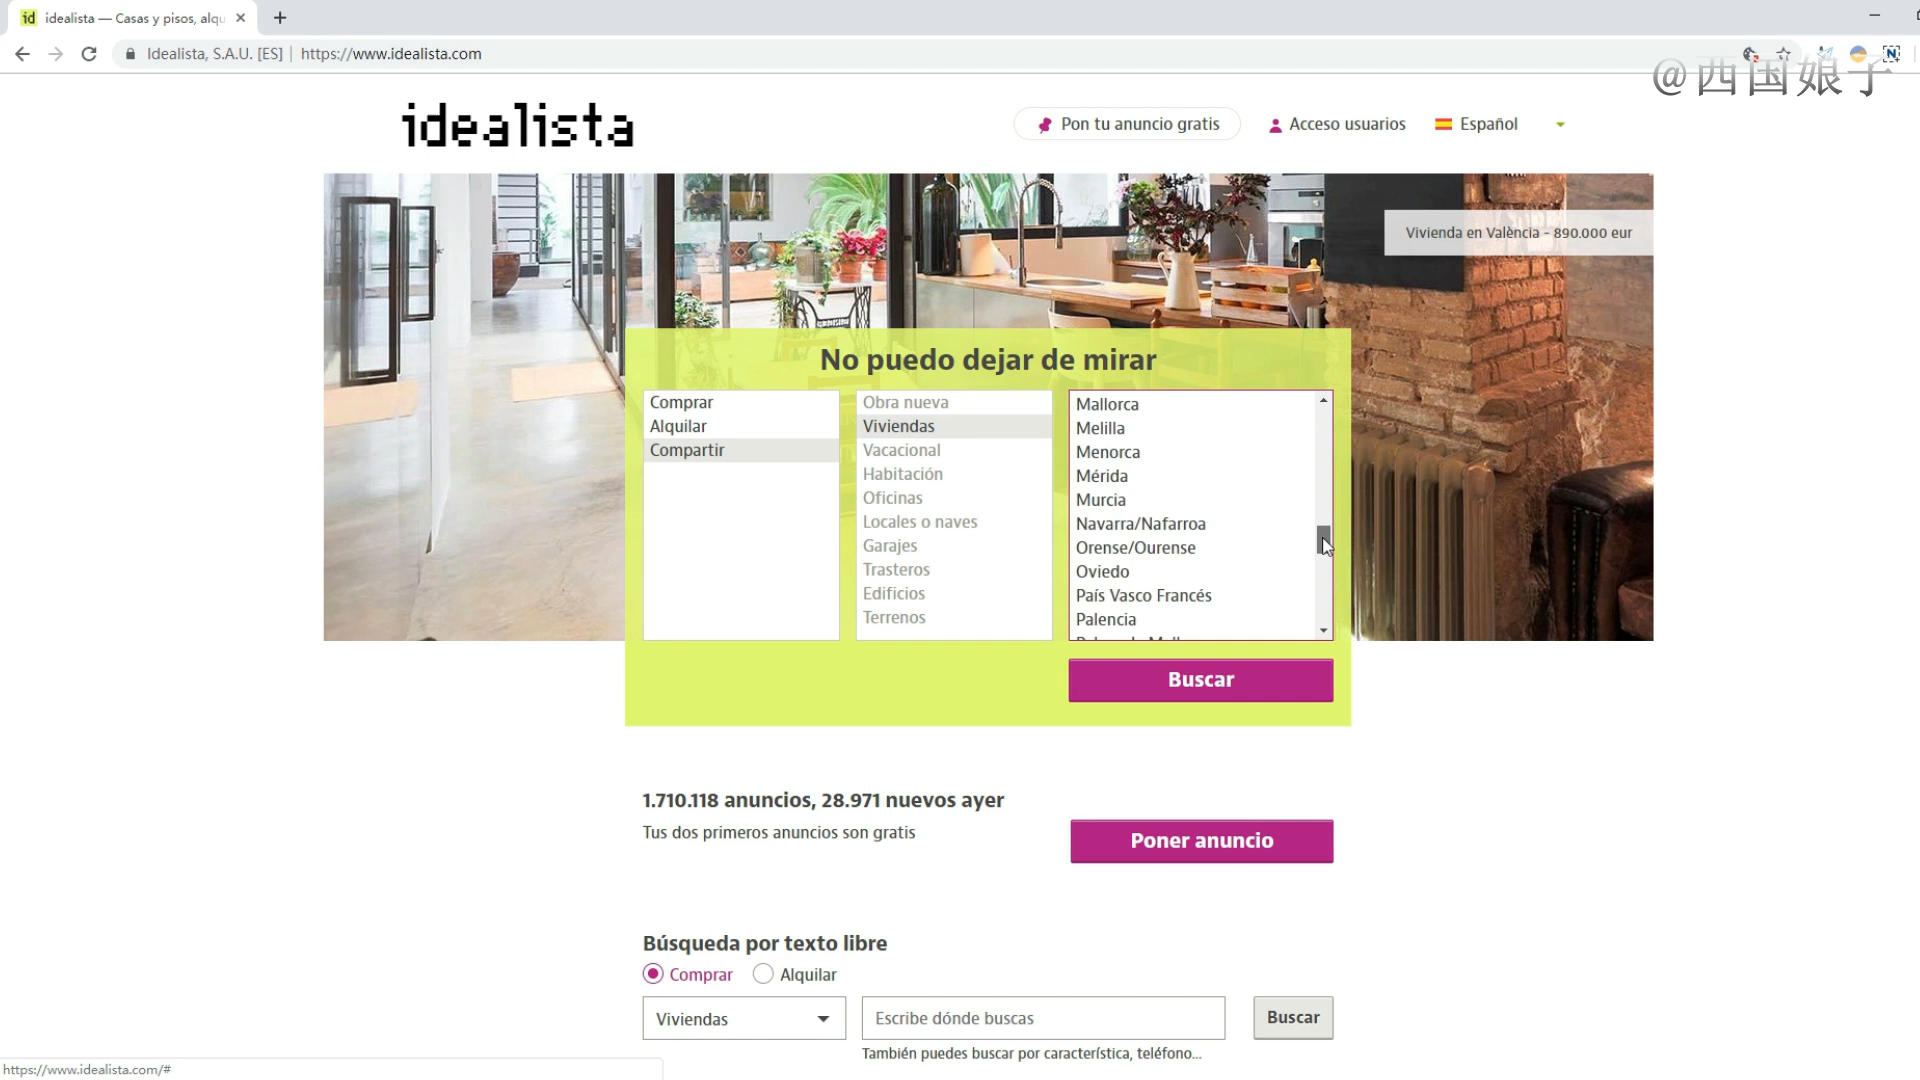 idealista — Casas y pisos, alqu
Idealista, S.A.U. [ES] | https://www.idealista.com
@西国娘子
idealista
Pon tu anuncio gratis
Acceso usuarios
Español
Vivienda en València - 890.000 eur
No puedo dejar de mirar
Comprar
Alquilar
Compartir
Obra nueva
Viviendas
Vacacional
Habitación
Oficinas
Locales o naves
Garajes
Trasteros
Edificios
Terrenos
Mallorca
Melilla
Menorca
Mérida
Murcia
Navarra/Nafarroa
Orense/Ourense
Oviedo
País Vasco Francés
Palencia
Buscar
1.710.118 anuncios, 28.971 nuevos ayer
Tus dos primeros anuncios son gratis
Poner anuncio
Búsqueda por texto libre
Comprar
Alquilar
Viviendas
Escribe dónde buscas
Buscar
También puedes buscar por característica, teléfono...
https://www.idealista.com/#